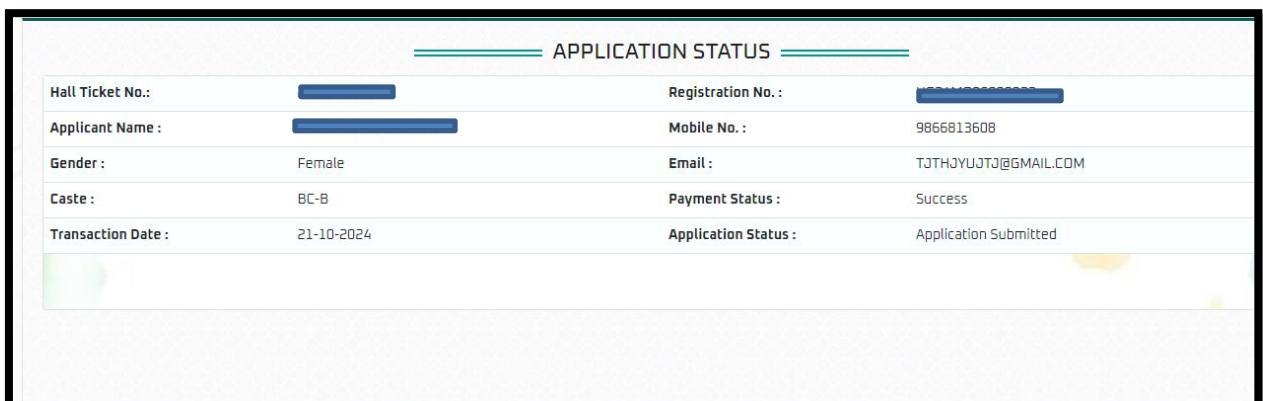 APPLICATION STATUS
Hall Ticket No.: Registration No. :
Applicant Name : Mobile No. : 9866813608
Gender : Female Email : TJTHJYUJTJ@GMAIL.COM
Caste : BC-B Payment Status : Success
Transaction Date : 21-10-2024 Application Status : Application Submitted